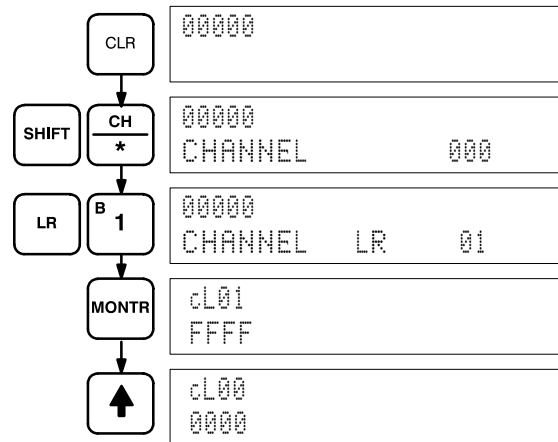 CLR
00000
SHIFT
CH
*
00000
CHANNEL 000
LR
B
1
00000
CHANNEL LR 01
MONTR
cL01
FFFF
cL00
0000